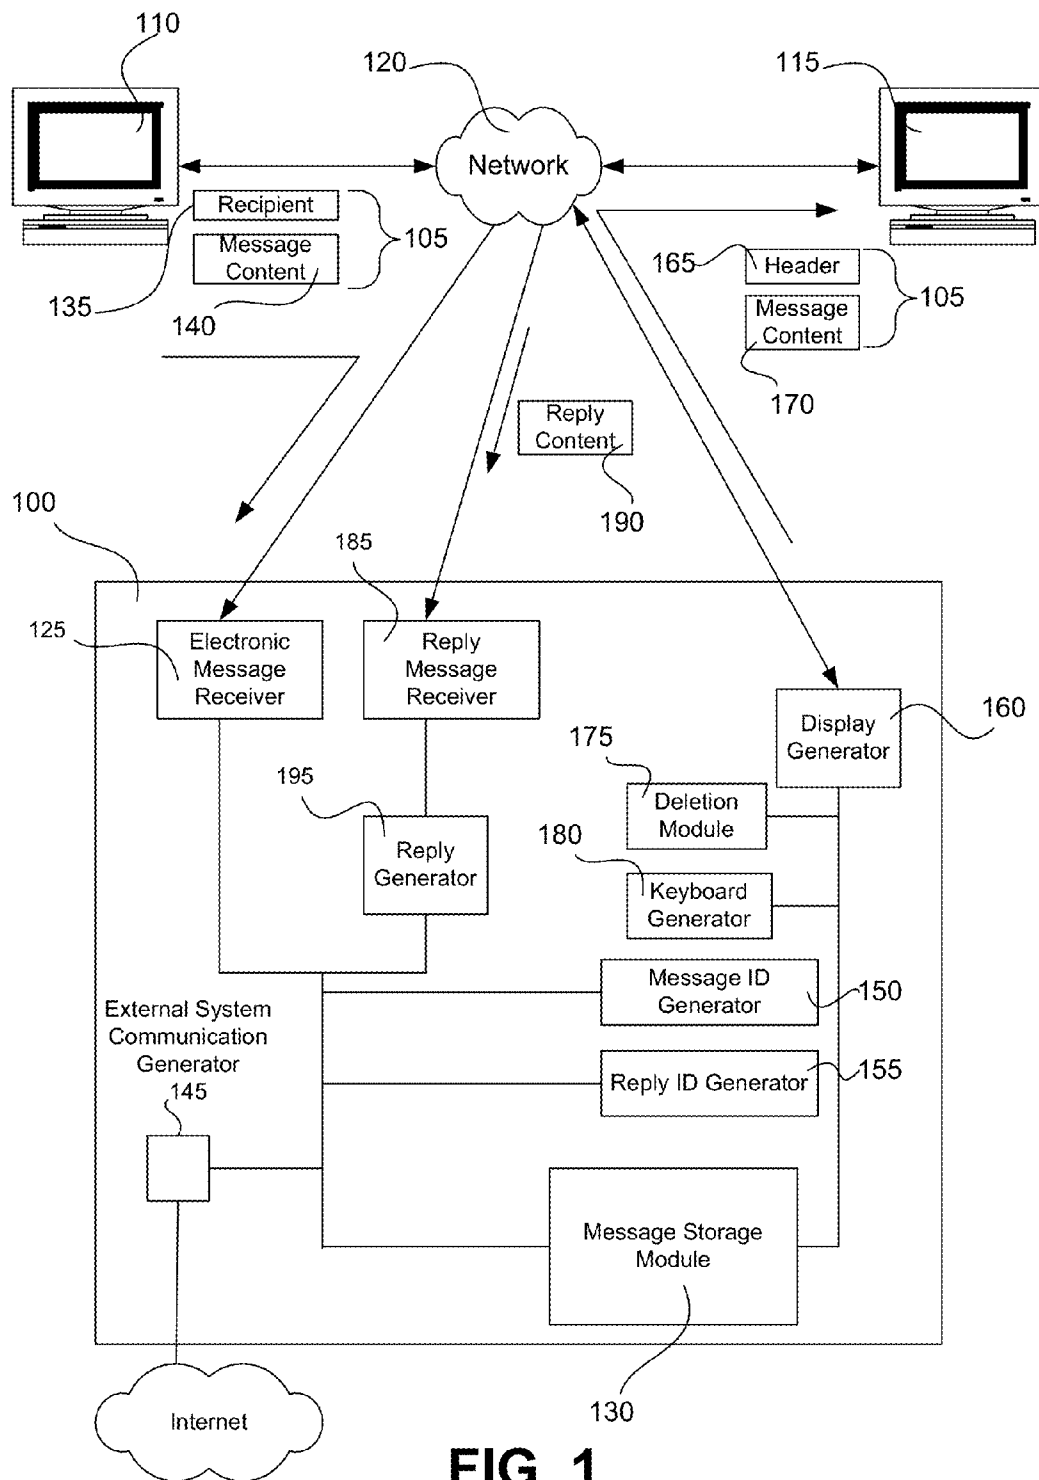 110
120
115
Network
Recipient
105
Message
Content
135
140
165
Header
105
Message
Content
170
Reply
Content
190
100
185
125
Electronic
Message
Receiver
Reply
Message
Receiver
160
Display
Generator
175
195
Deletion
Module
180
Reply
Generator
Keyboard
Generator
Message ID
Generator
150
External System
Communication
Generator
145
Reply ID Generator
155
Message Storage
Module
130
Internet
FIG. 1